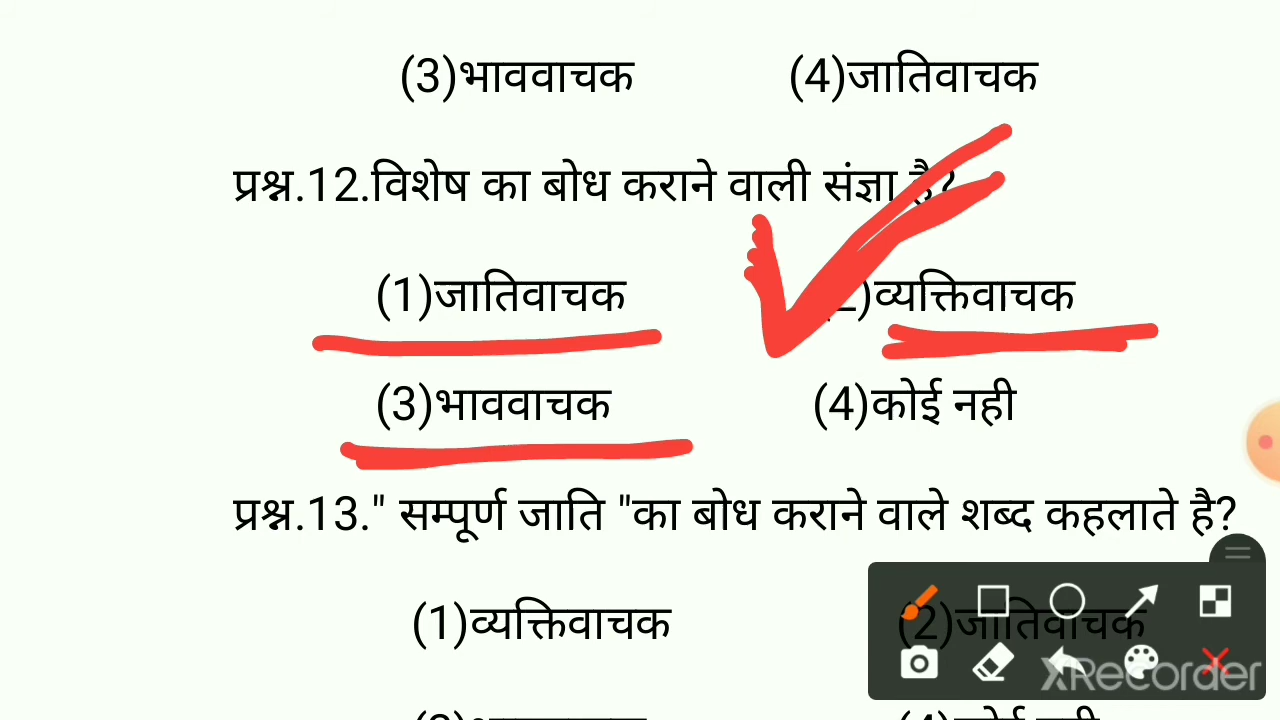 (3)भाववाचक (4)जातिवाचक
प्रश्न.12.विशेष का बोध कराने वाली संज्ञा है?
(1)जातिवाचक (2)व्यक्तिवाचक
(3)भाववाचक (4)कोई नही
प्रश्न.13." सम्पूर्ण जाति "का बोध कराने वाले शब्द कहलाते है?
(1)व्यक्तिवाचक (2)जातिवाचक
XRecorder